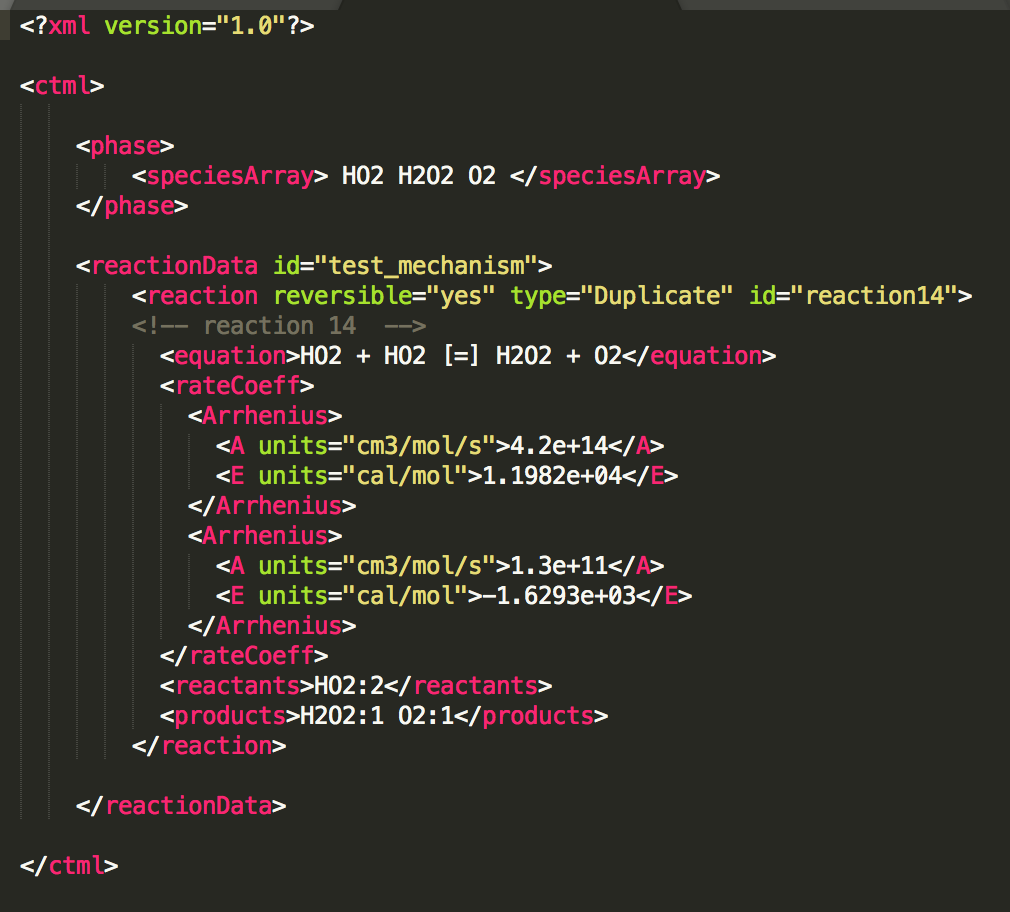 <?xml version="1.0"?>
<ctml>
<phase>
<speciesArray> HO2 H2O2 O2 </speciesArray>
</phase>
<reactionData id="test_mechanism">
<reaction reversible="yes" type="Duplicate" id="reaction14">
<!-- reaction 14  -->
<equation>HO2 + HO2 [=] H2O2 + O2</equation>
<rateCoeff>
<Arrhenius>
<A units="cm3/mol/s">4.2e+14</A>
<E units="cal/mol">1.1982e+04</E>
</Arrhenius>
<Arrhenius>
<A units="cm3/mol/s">1.3e+11</A>
<E units="cal/mol">-1.6293e+03</E>
</Arrhenius>
</rateCoeff>
<reactants>HO2:2</reactants>
<products>H2O2:1 O2:1</products>
</reaction>
</reactionData>
</ctml>